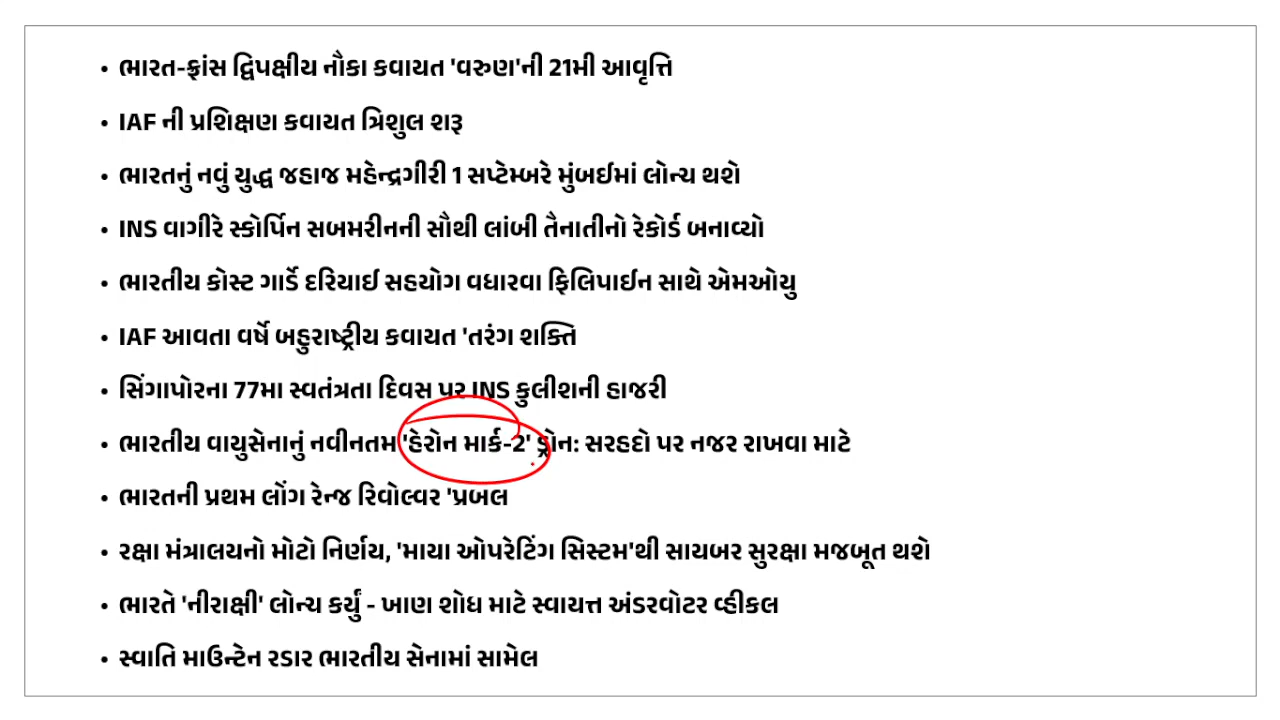 • ભારત-ફ્રાંસ દ્વિપક્ષીય નૌકા કવાયત 'વરુણ'ની 21મી આવૃત્તિ
• IAF ની પ્રશિક્ષણ કવાયત ત્રિશુલ શરૂ
• ભારતનું નવું યુદ્ધ જહાજ મહેન્દ્રગીરી 1 સપ્ટેમ્બરે મુંબઈમાં લોન્ચ થશે
• INS વાગીરે સ્કોર્પિન સબમરીનની સૌથી લાંબી તૈનાતીનો રેકોર્ડ બનાવ્યો
• ભારતીય કોસ્ટ ગાર્ડે દરિયાઈ સહયોગ વધારવા ફિલિપાઈન સાથે એમઓયુ
• IAF આવતા વર્ષે બહુરાષ્ટ્રીય કવાયત 'તરંગ શક્તિ
• સિંગાપોરના 77મા સ્વતંત્રતા દિવસ પર INS કુલીશની હાજરી
• ભારતીય વાયુસેનાનું નવીનતમ 'હેરોન માર્ક-2' ડ્રોન: સરહદો પર નજર રાખવા માટે
• ભારતની પ્રથમ લોંગ રેન્જ રિવોલ્વર 'પ્રબલ
• રક્ષા મંત્રાલયનો મોટો નિર્ણય, 'માયા ઓપરેટિંગ સિસ્ટમ'થી સાયબર સુરક્ષા મજબૂત થશે
• ભારતે 'નીરાક્ષી' લોન્ચ કર્યું - ખાણ શોધ માટે સ્વાયત્ત અંડરવોટર વ્હીકલ
• સ્વાતિ માઉન્ટેન રડાર ભારતીય સેનામાં સામેલ